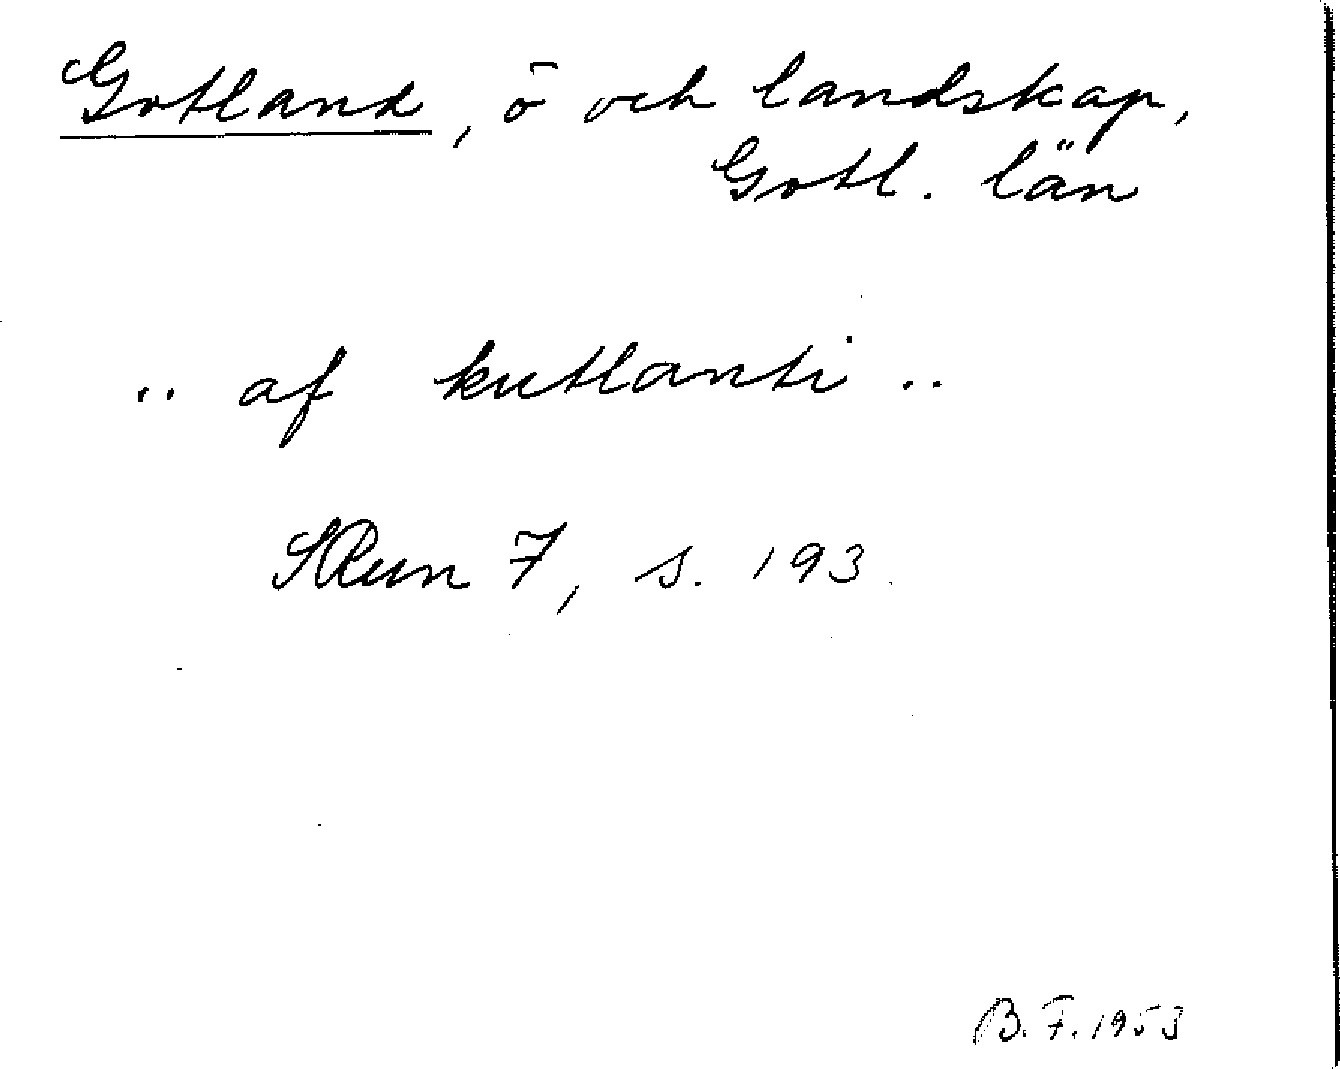 Gotland, ö och landskap,
Gotl. län
.. af kutlanti ..
SRun 7, s. 193.
B. F. 1953